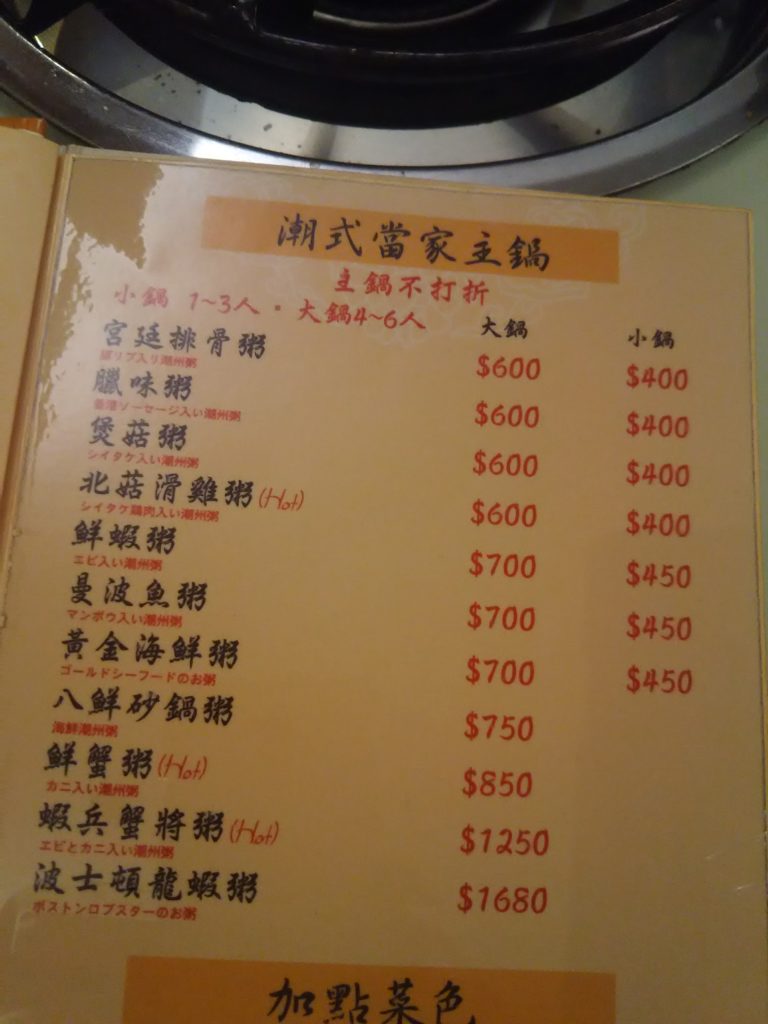 潮式當家主鍋
主鍋不打折
小鍋 1~3人・大鍋4~6人
大鍋 小鍋
宮廷排骨粥 $600 $400
豚リブ入り潮州粥
臘味粥 $600 $400
香港ソーセージ入い潮州粥
煲菇粥 $600 $400
シイタケ入い潮州粥
北菇滑雞粥(Hot) $600 $400
シイタケ鶏肉入い潮州粥
鮮蝦粥 $700 $450
エビ入い潮州粥
曼波魚粥 $700 $450
マンボウ入い潮州粥
黃金海鮮粥 $700 $450
ゴールドシーフードのお粥
八鮮砂鍋粥 $750
海鮮潮州粥
鮮蟹粥(Hot) $850
カニ入い潮州粥
蝦兵蟹將粥(Hot) $1250
エビとカニ入い潮州粥
波士頓龍蝦粥 $1680
ボストンロブスターのお粥
加點菜色